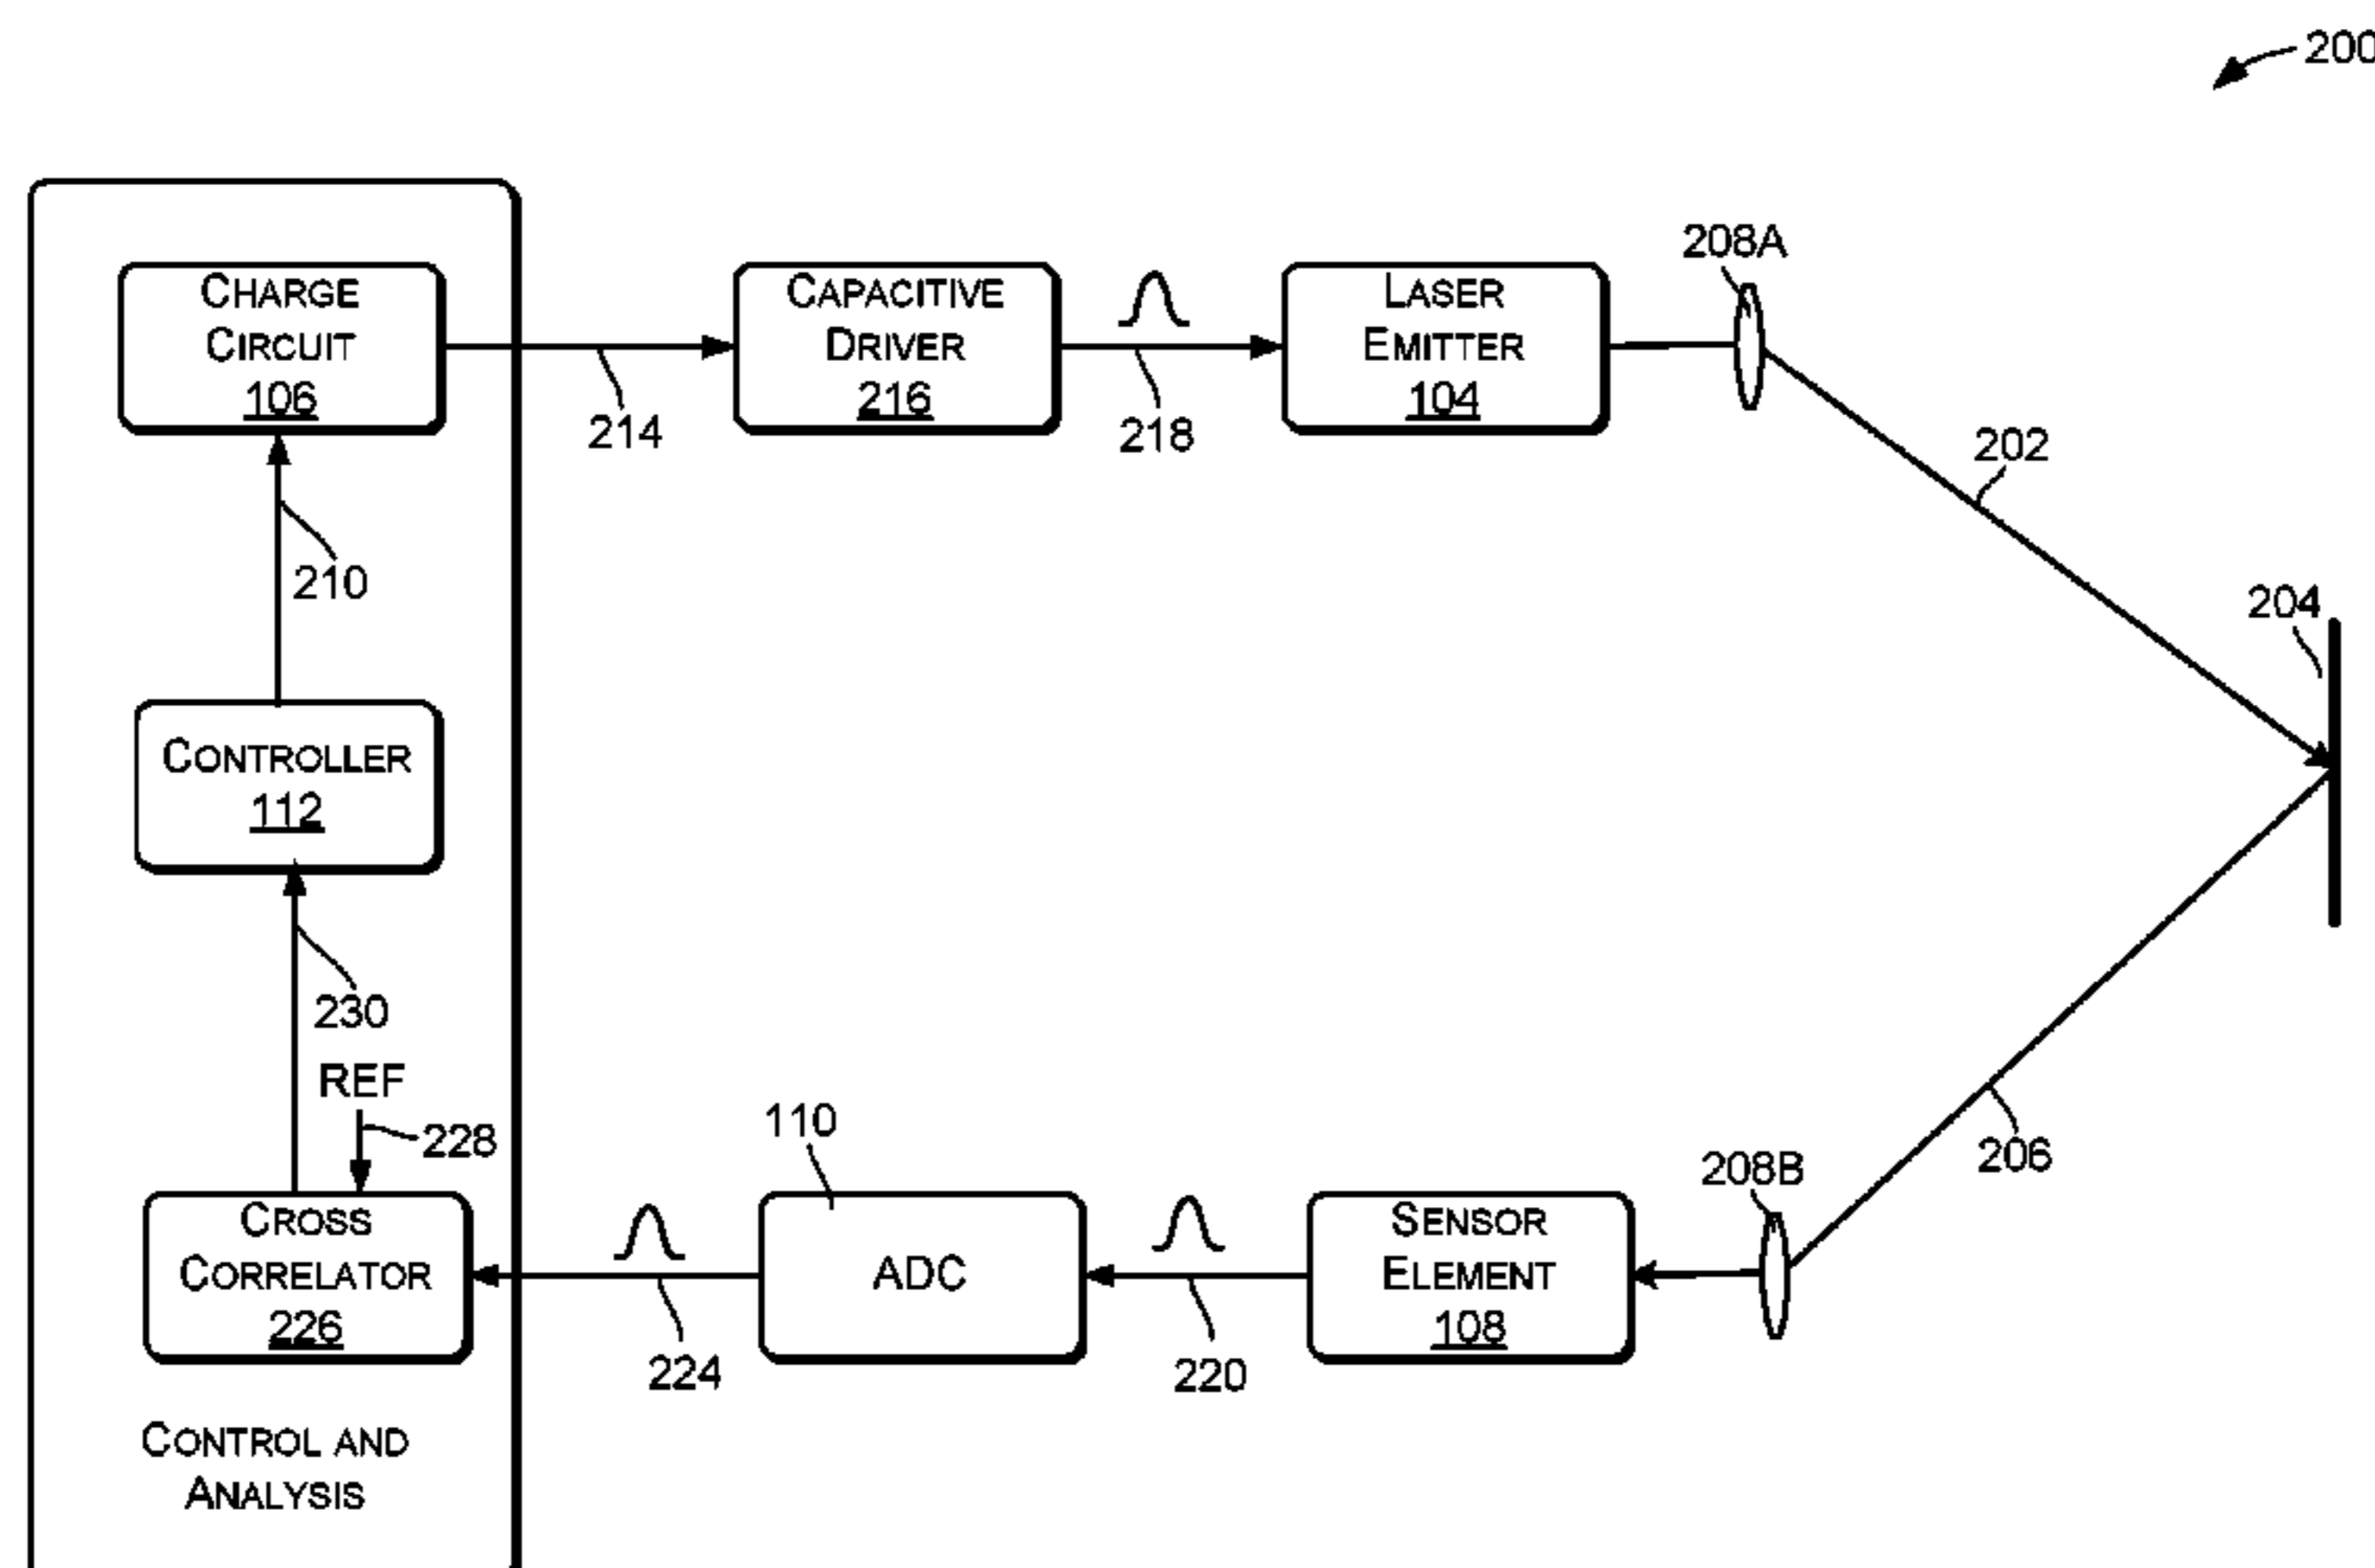 200
208A
CHARGE
CIRCUIT
106
CAPACITIVE
DRIVER
216
LASER
EMITTER
104
214
218
202
210
204
CONTROLLER
112
230
REF
228
110
208B
206
CROSS
CORRELATOR
226
ADC
SENSOR
ELEMENT
108
224
220
CONTROL AND
ANALYSIS